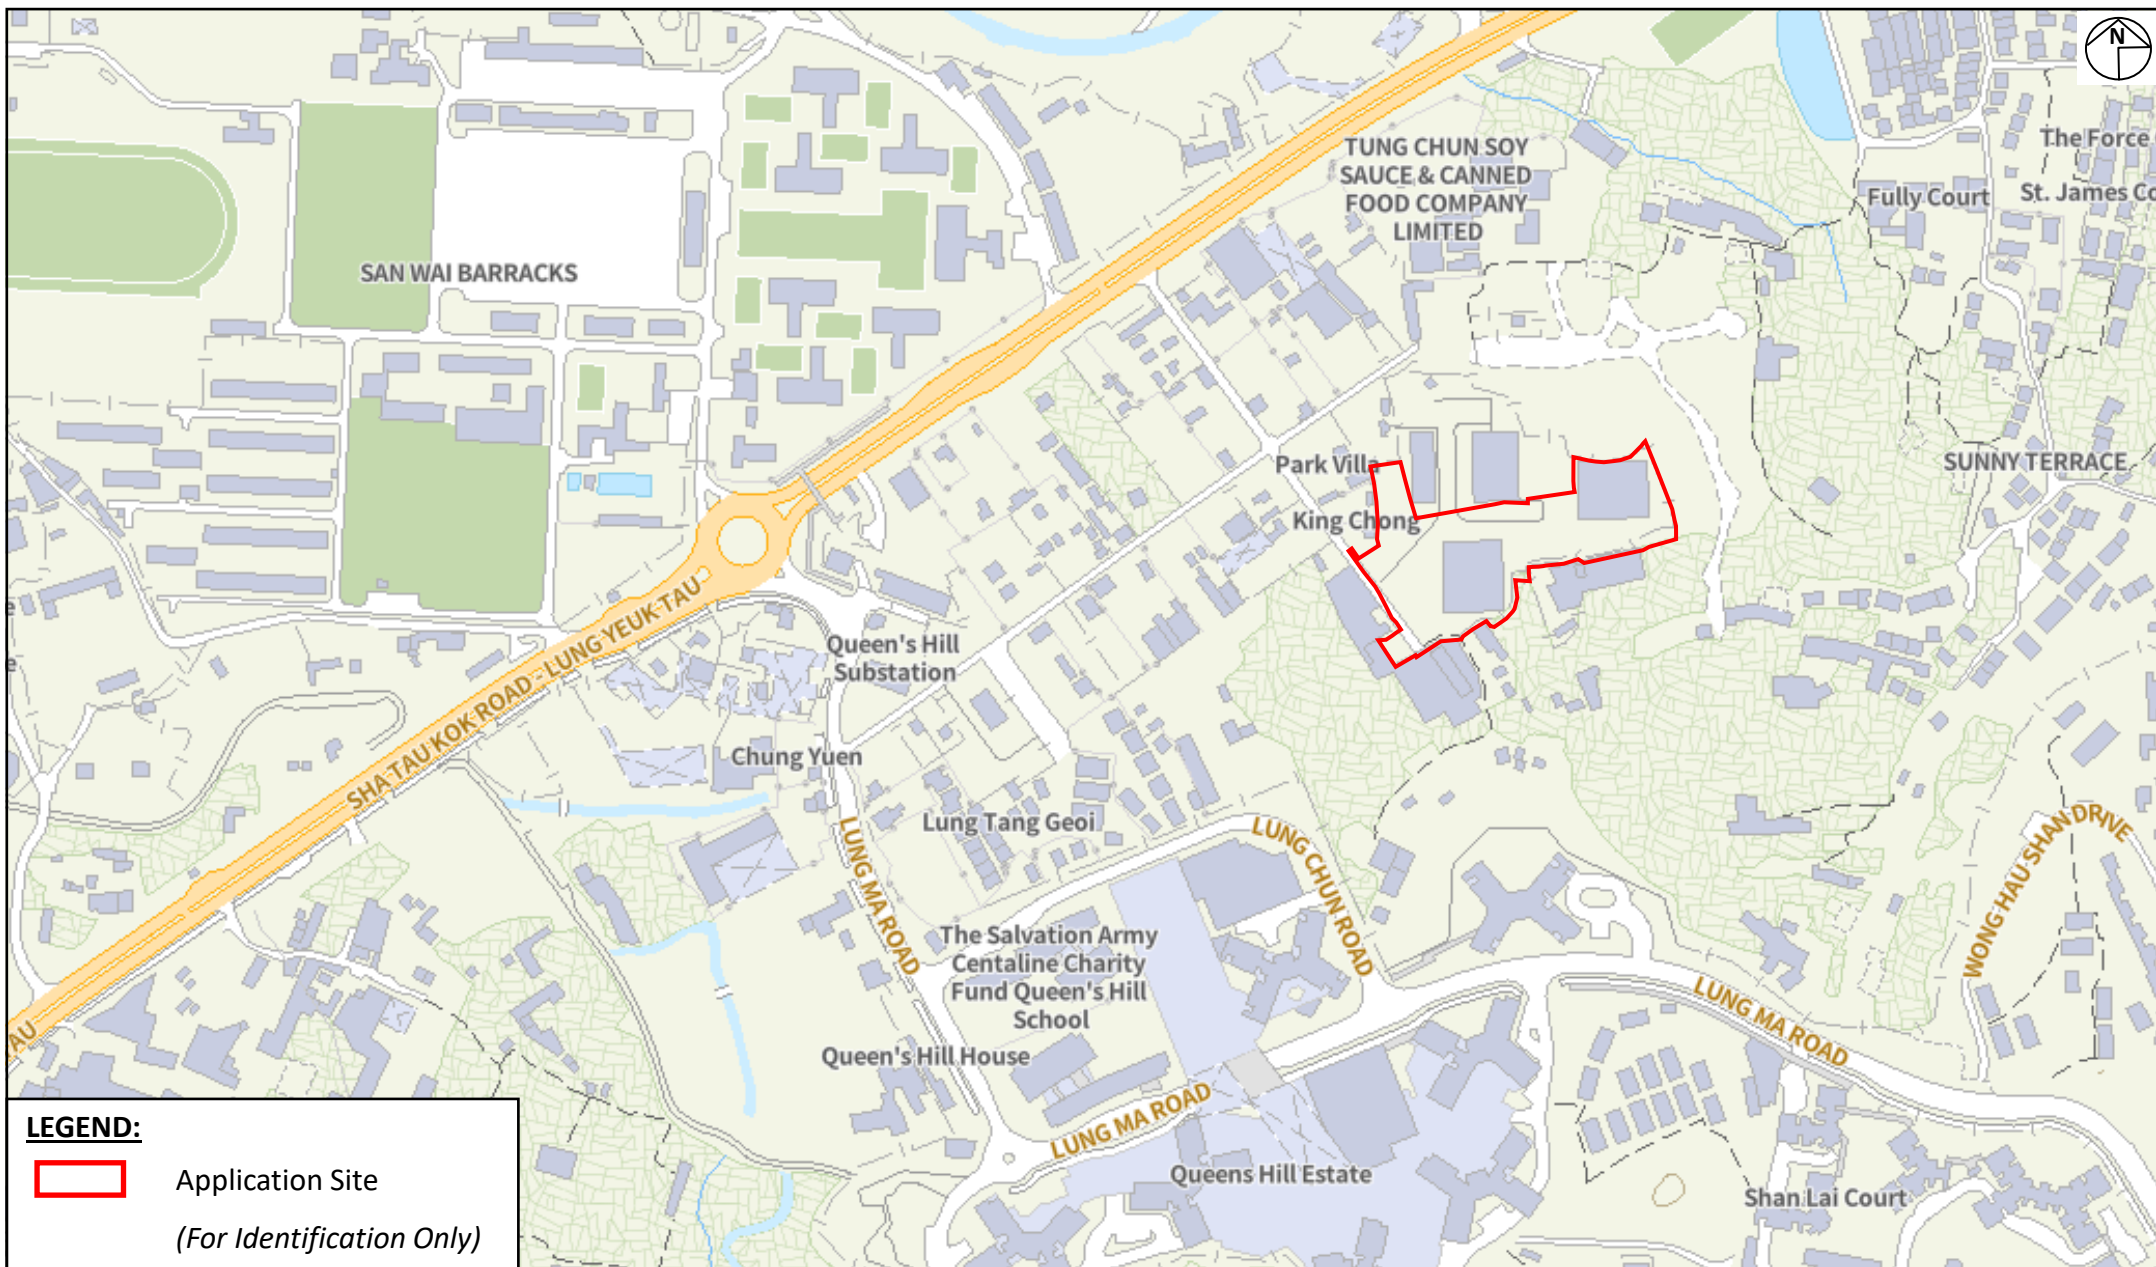 N
TUNG CHUN SOY
SAUCE & CANNED
FOOD COMPANY
LIMITED
The Force
Fully Court
St. James Co
SAN WAI BARRACKS
Park Villa
SUNNY TERRACE
King Chong
SHA TAU KOK ROAD - LUNG YEUK TAU
Queen's Hill
Substation
Chung Yuen
Lung Tang Geoi
LUNG MA ROAD
LUNG CHUN ROAD
WONG HAU SHAN DRIVE
The Salvation Army
Centaline Charity
Fund Queen's Hill
School
LUNG MA ROAD
TAU
Queen's Hill House
LUNG MA ROAD
Queens Hill Estate
Shan Lai Court
LEGEND:
Application Site
(For Identification Only)